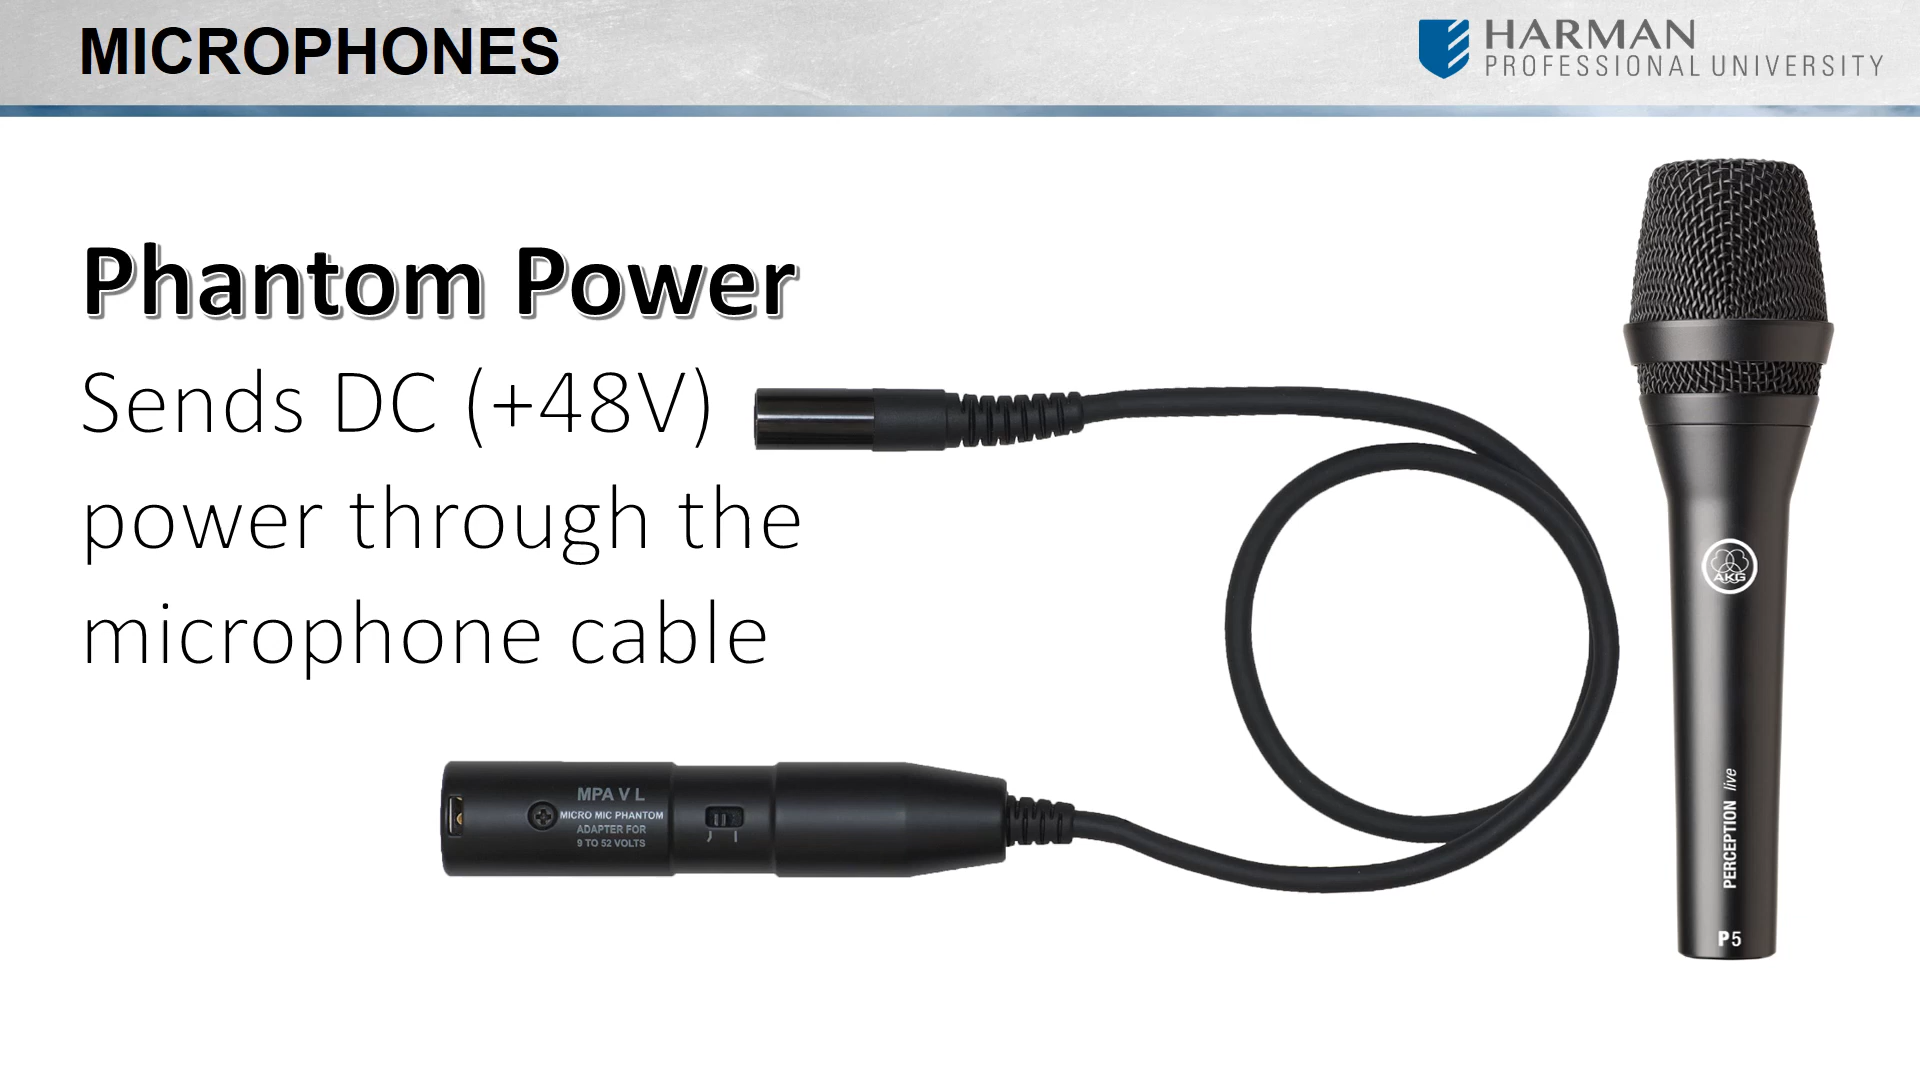 MICROPHONES
HARMAN
PROFESSIONAL UNIVERSITY
Phantom Power
Sends DC (+48V)
power through the
microphone cable
AKG
MPA V L
MICRO MIC PHANTOM
ADAPTER FOR
9 TO 52 VOLTS
PERCEPTION live
P5